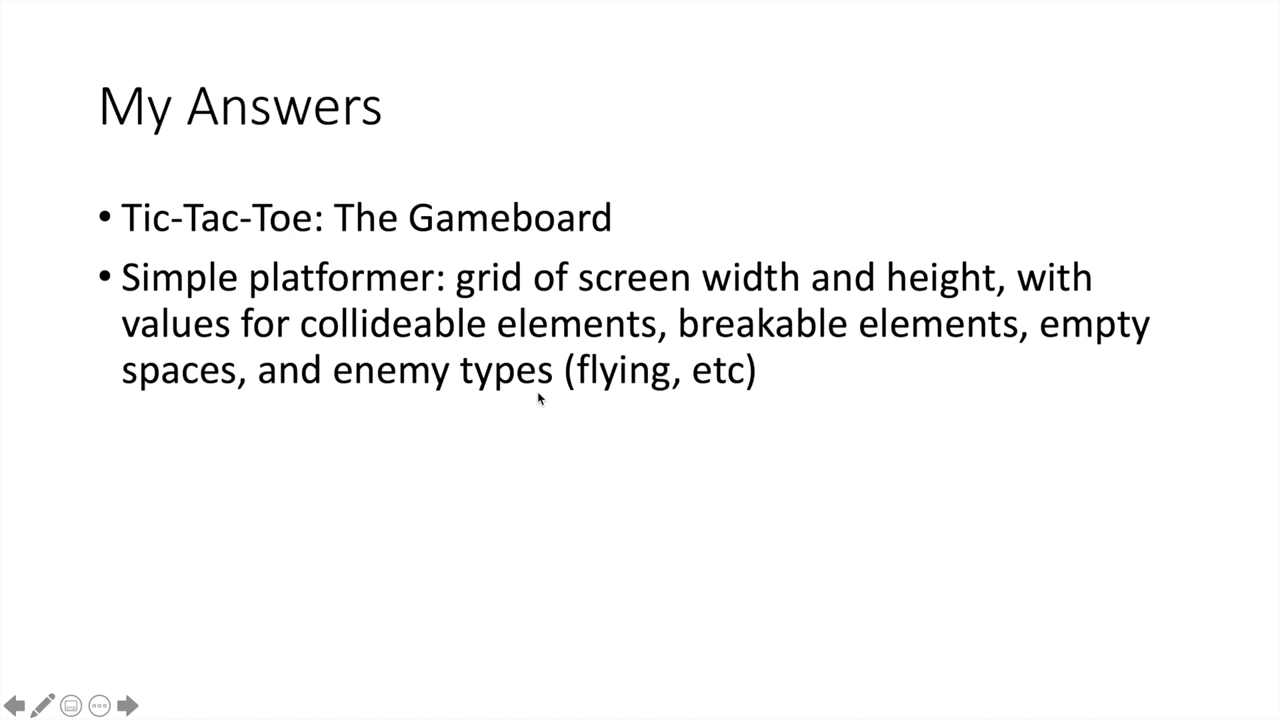 My Answers
• Tic-Tac-Toe: The Gameboard
• Simple platformer: grid of screen width and height, with
values for collideable elements, breakable elements, empty
spaces, and enemy types (flying, etc)